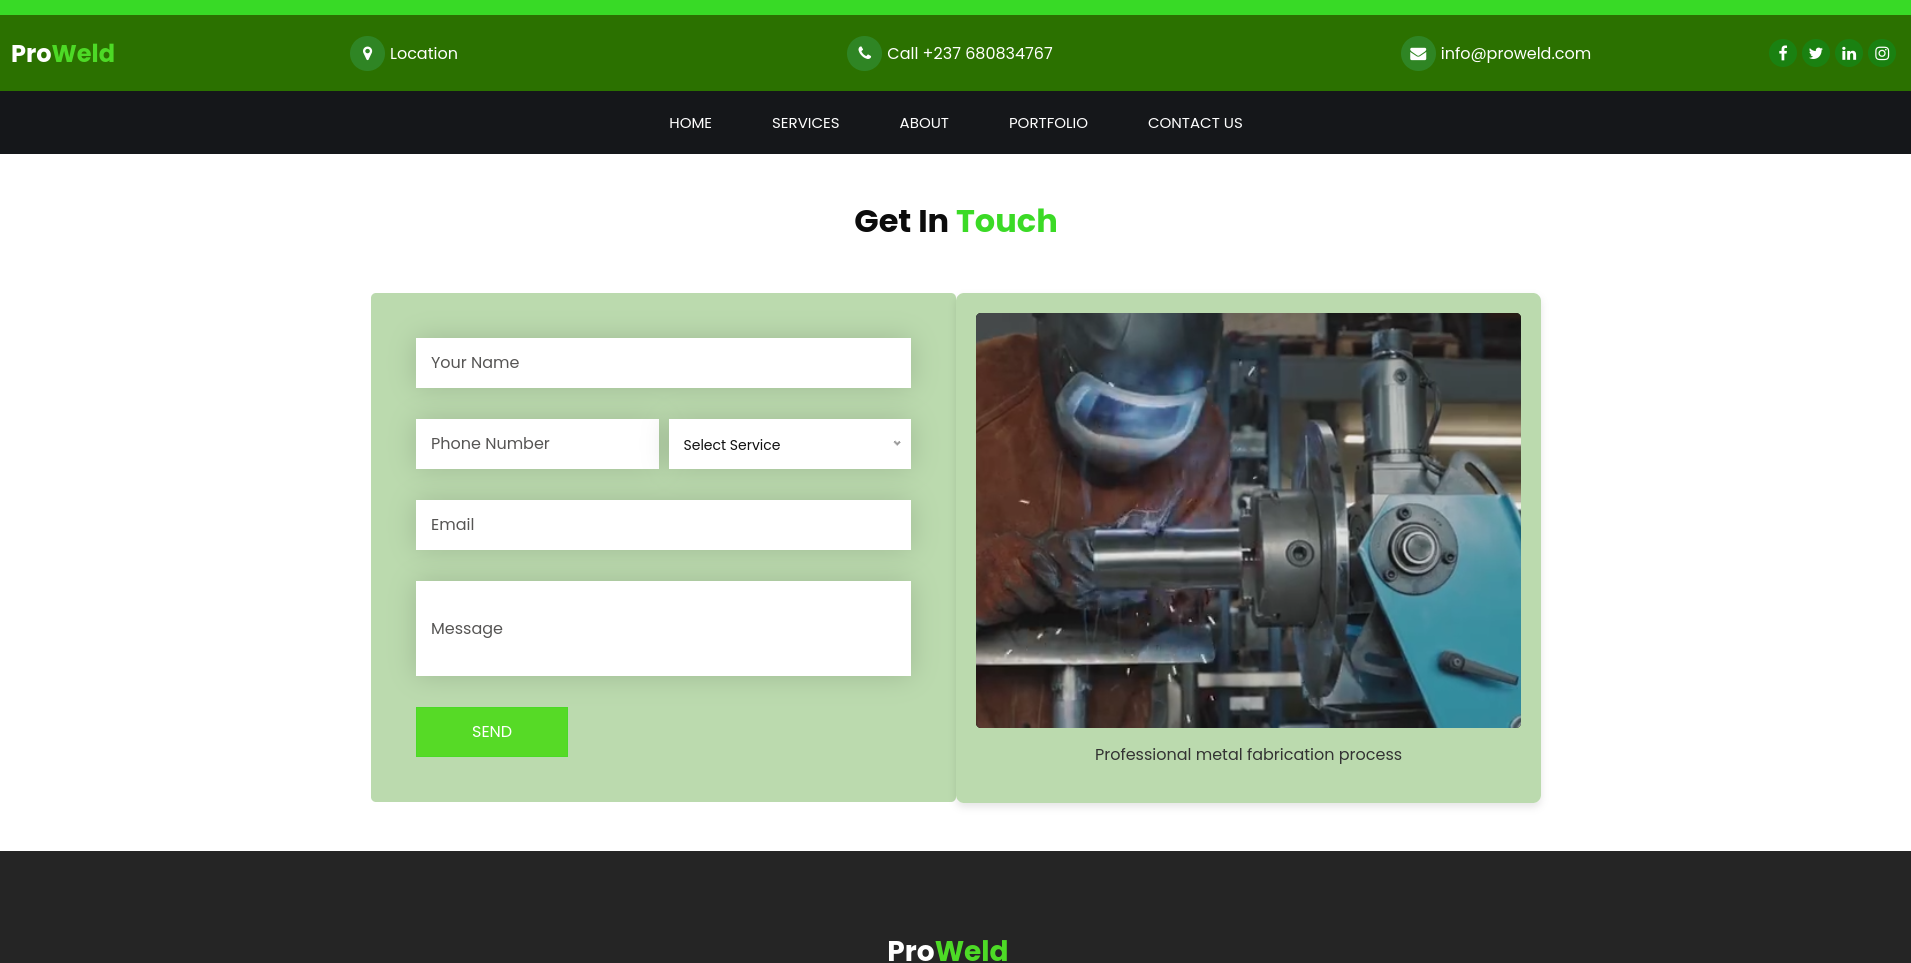 ProWeld
Location
Call +237 680834767
info@proweld.com
HOME
SERVICES
ABOUT
PORTFOLIO
CONTACT US
Get In Touch
Your Name
Phone Number
Select Service
Email
Message
SEND
Professional metal fabrication process
ProWeld